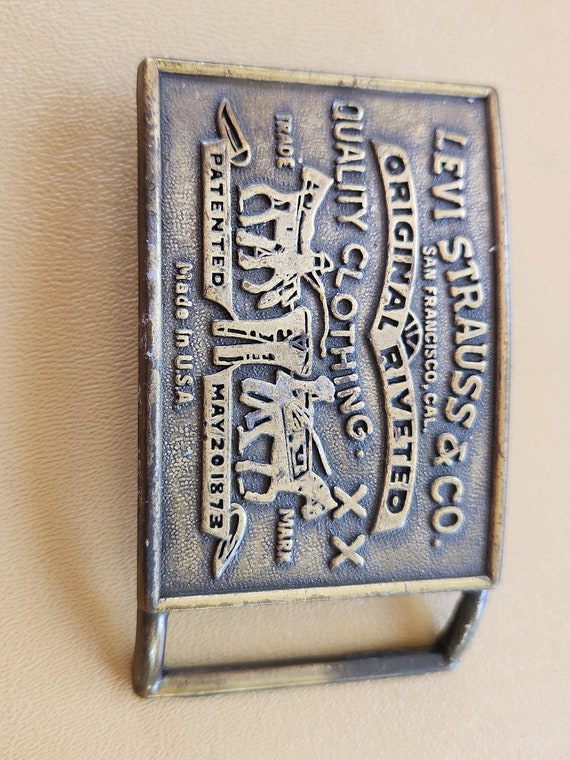 LEVI STRAUSS & CO.
SAN FRANCISCO, CAL.
ORIGINAL RIVETED
QUALITY CLOTHING. XX
TRADE MARK
PATENTED MAY 20 1873
Made In U.S.A.